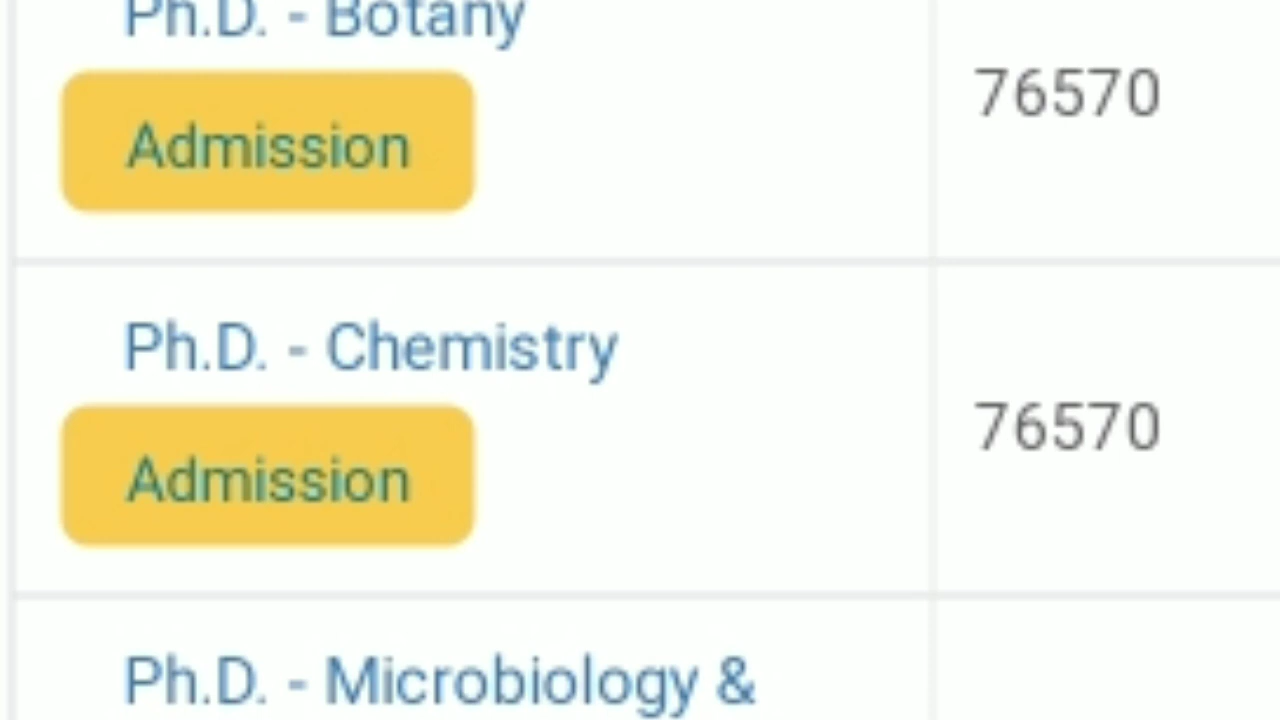 Ph.D. - Botany
Admission
76570
Ph.D. - Chemistry
Admission
76570
Ph.D. - Microbiology &